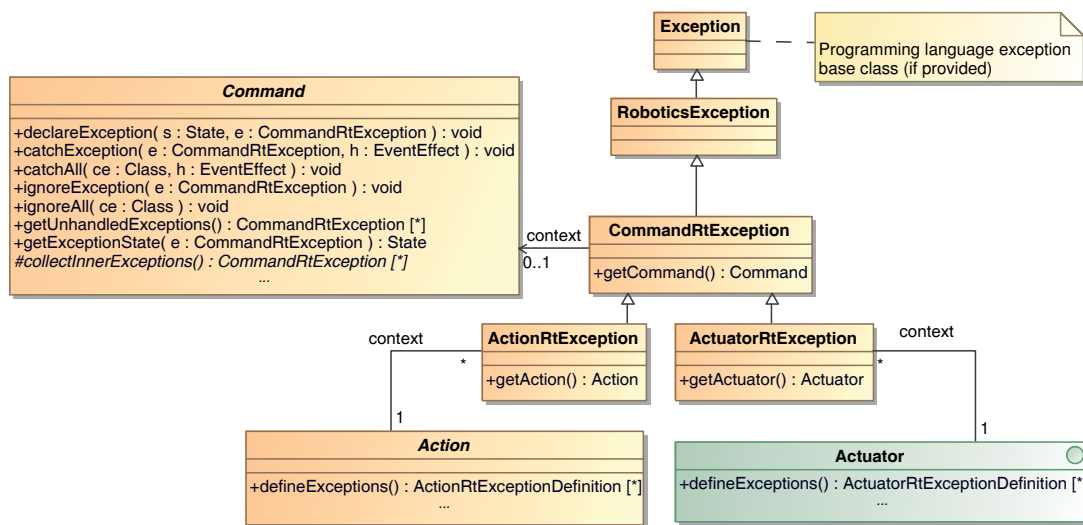 Exception
Programming language exception
base class (if provided)
Command
+declareException( s : State, e : CommandRtException ) : void
+catchException( e : CommandRtException, h : EventEffect ) : void
+catchAll( ce : Class, h : EventEffect ) : void
+ignoreException( e : CommandRtException ) : void
+ignoreAll( ce : Class ) : void
+getUnhandledExceptions() : CommandRtException [*]
+getExceptionState( e : CommandRtException ) : State
#collectInnerExceptions() : CommandRtException [*]
...
RoboticsException
context
0..1
CommandRtException
+getCommand() : Command
context
*
1
ActionRtException
+getAction() : Action
ActuatorRtException
+getActuator() : Actuator
context
*
1
Action
+defineExceptions() : ActionRtExceptionDefinition [*]
...
Actuator
+defineExceptions() : ActuatorRtExceptionDefinition [*
...